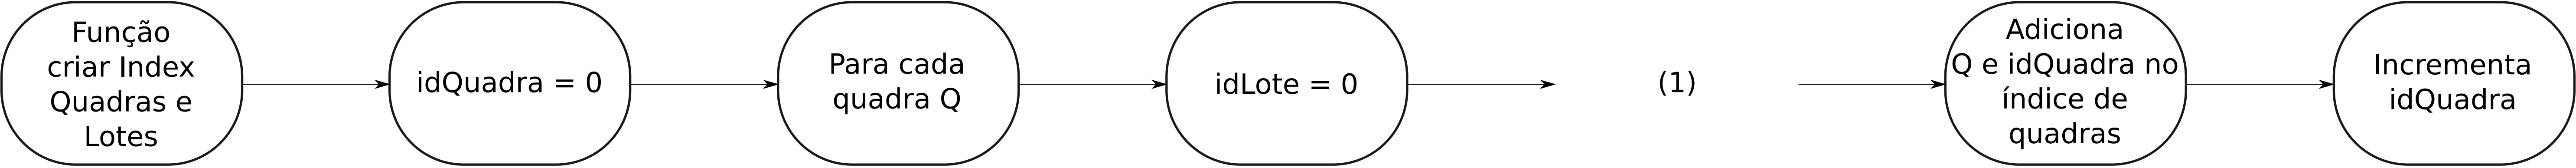 Função
criar Index
Quadras e
Lotes
idQuadra = 0
Para cada
quadra Q
idLote = 0
(1)
Adiciona
Q e idQuadra no
índice de
quadras
Incrementa
idQuadra